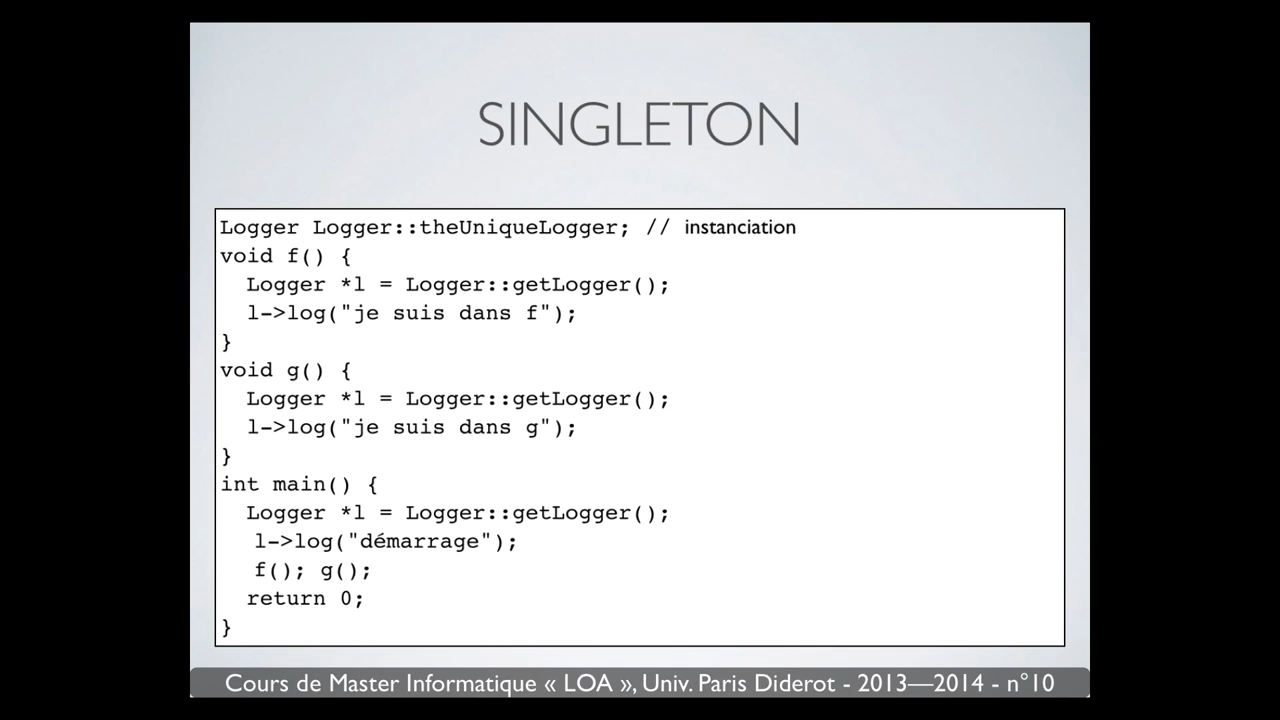 SINGLETON
Logger Logger::theUniqueLogger; // instanciation
void f() {
  Logger *l = Logger::getLogger();
  l->log("je suis dans f");
}
void g() {
  Logger *l = Logger::getLogger();
  l->log("je suis dans g");
}
int main() {
  Logger *l = Logger::getLogger();
  l->log("démarrage");
  f(); g();
  return 0;
}
Cours de Master Informatique « LOA », Univ. Paris Diderot - 2013—2014 - n°10